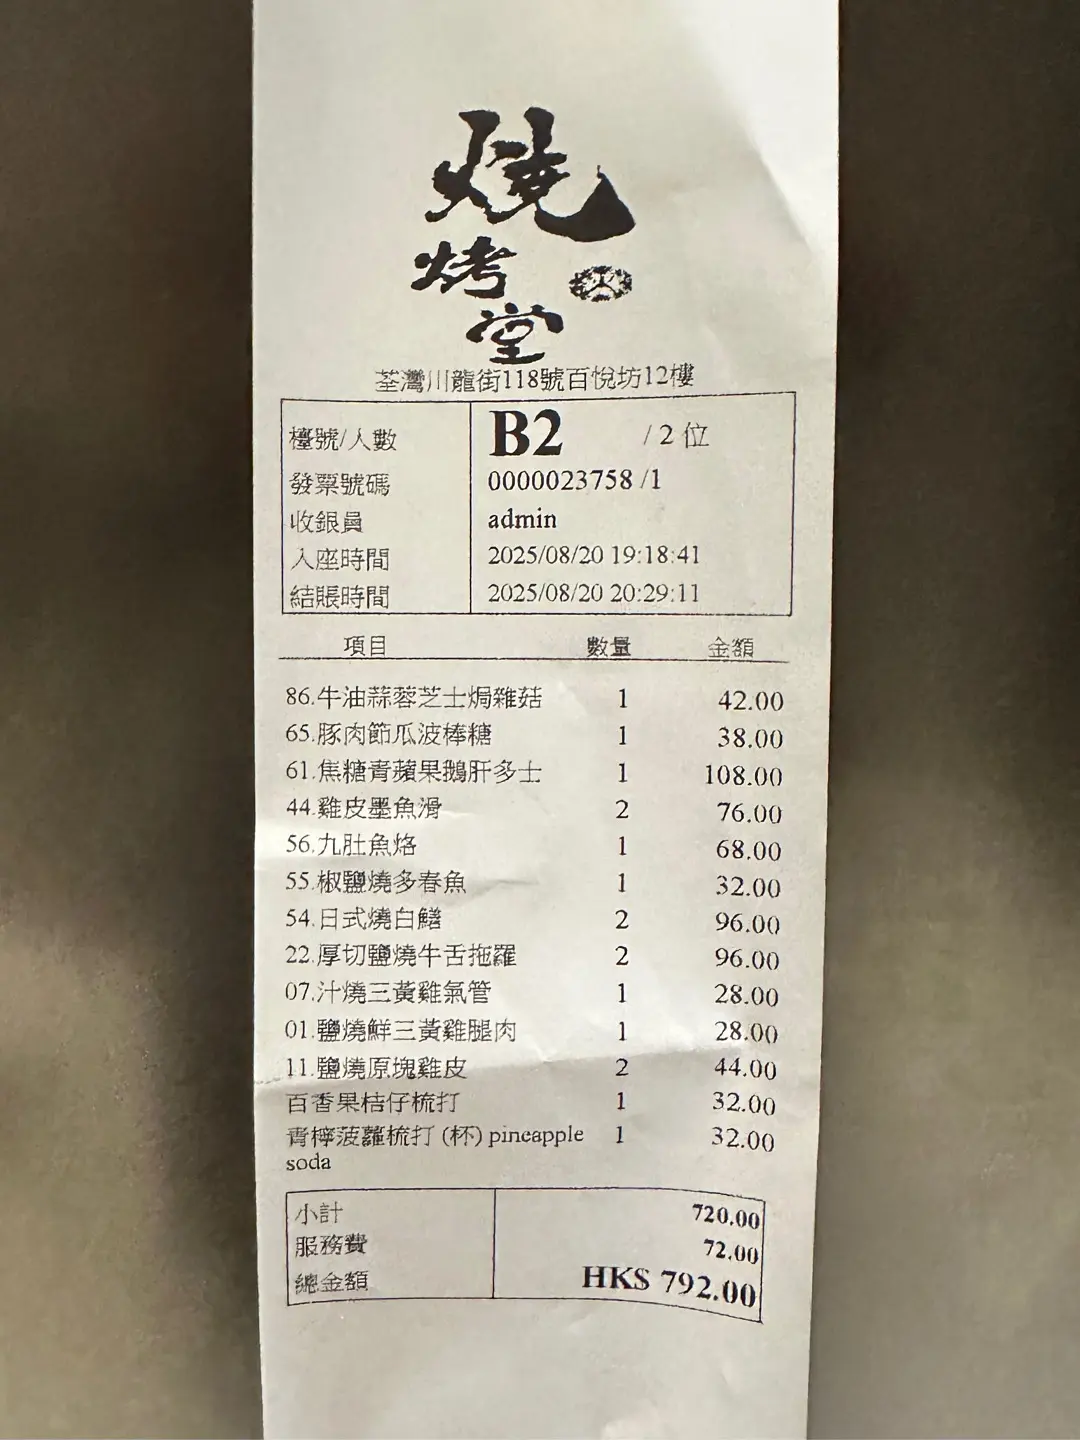 燒
烤
堂
荃灣川龍街118號百悅坊12樓
檯號/人數 B2 / 2 位
發票號碼 0000023758 /1
收銀員 admin
入座時間 2025/08/20 19:18:41
結賬時間 2025/08/20 20:29:11
項目 數量 金額
86.牛油蒜蓉芝士焗雜菇 1 42.00
65.豚肉節瓜波棒糖 1 38.00
61.焦糖青蘋果鵝肝多士 1 108.00
44.雞皮墨魚滑 2 76.00
56.九肚魚烙 1 68.00
55.椒鹽燒多春魚 1 32.00
54.日式燒白鱔 2 96.00
22.厚切鹽燒牛舌拖羅 2 96.00
07.汁燒三黃雞氣管 1 28.00
01.鹽燒鮮三黃雞腿肉 1 28.00
11.鹽燒原塊雞皮 2 44.00
百香果桔仔梳打 1 32.00
青檸菠蘿梳打 (杯) pineapple 1 32.00
soda
小計 720.00
服務費 72.00
總金額 HK$ 792.00